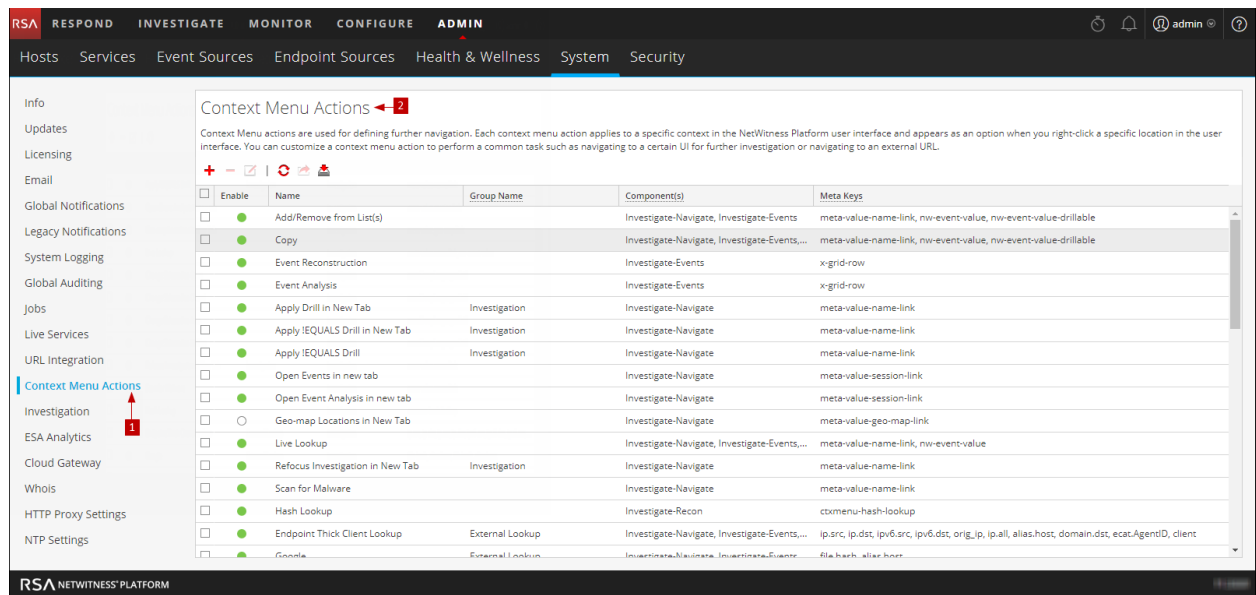 RSA RESPOND INVESTIGATE MONITOR CONFIGURE ADMIN admin
Hosts Services Event Sources Endpoint Sources Health & Wellness System Security
Info
Updates
Licensing
Email
Global Notifications
Legacy Notifications
System Logging
Global Auditing
Jobs
Live Services
URL Integration
Context Menu Actions
1
Investigation
ESA Analytics
Cloud Gateway
Whois
HTTP Proxy Settings
NTP Settings
Context Menu Actions 2
Context Menu actions are used for defining further navigation. Each context menu action applies to a specific context in the NetWitness Platform user interface and appears as an option when you right-click a specific location in the user
interface. You can customize a context menu action to perform a common task such as navigating to a certain UI for further investigation or navigating to an external URL.
Enable Name Group Name Component(s) Meta Keys
Add/Remove from List(s) Investigate-Navigate, Investigate-Events meta-value-name-link, nw-event-value, nw-event-value-drillable
Copy Investigate-Navigate, Investigate-Events,... meta-value-name-link, nw-event-value, nw-event-value-drillable
Event Reconstruction Investigate-Events x-grid-row
Event Analysis Investigate-Events x-grid-row
Apply Drill in New Tab Investigation Investigate-Navigate meta-value-name-link
Apply !EQUALS Drill in New Tab Investigation Investigate-Navigate meta-value-name-link
Apply !EQUALS Drill Investigation Investigate-Navigate meta-value-name-link
Open Events in new tab Investigate-Navigate meta-value-session-link
Open Event Analysis in new tab Investigate-Navigate meta-value-session-link
Geo-map Locations in New Tab Investigate-Navigate meta-value-geo-map-link
Live Lookup Investigate-Navigate, Investigate-Events,... meta-value-name-link, nw-event-value
Refocus Investigation in New Tab Investigation Investigate-Navigate meta-value-name-link
Scan for Malware Investigate-Navigate meta-value-name-link
Hash Lookup Investigate-Recon ctxmenu-hash-lookup
Endpoint Thick Client Lookup External Lookup Investigate-Navigate, Investigate-Events,... ip.src, ip.dst, ipv6.src, ipv6.dst, orig_ip, ip.all, alias.host, domain.dst, ecat.AgentID, client
Google External Lookup Investigate-Navigate, Investigate-Events file.hash, alias.host
RSA NETWITNESS® PLATFORM